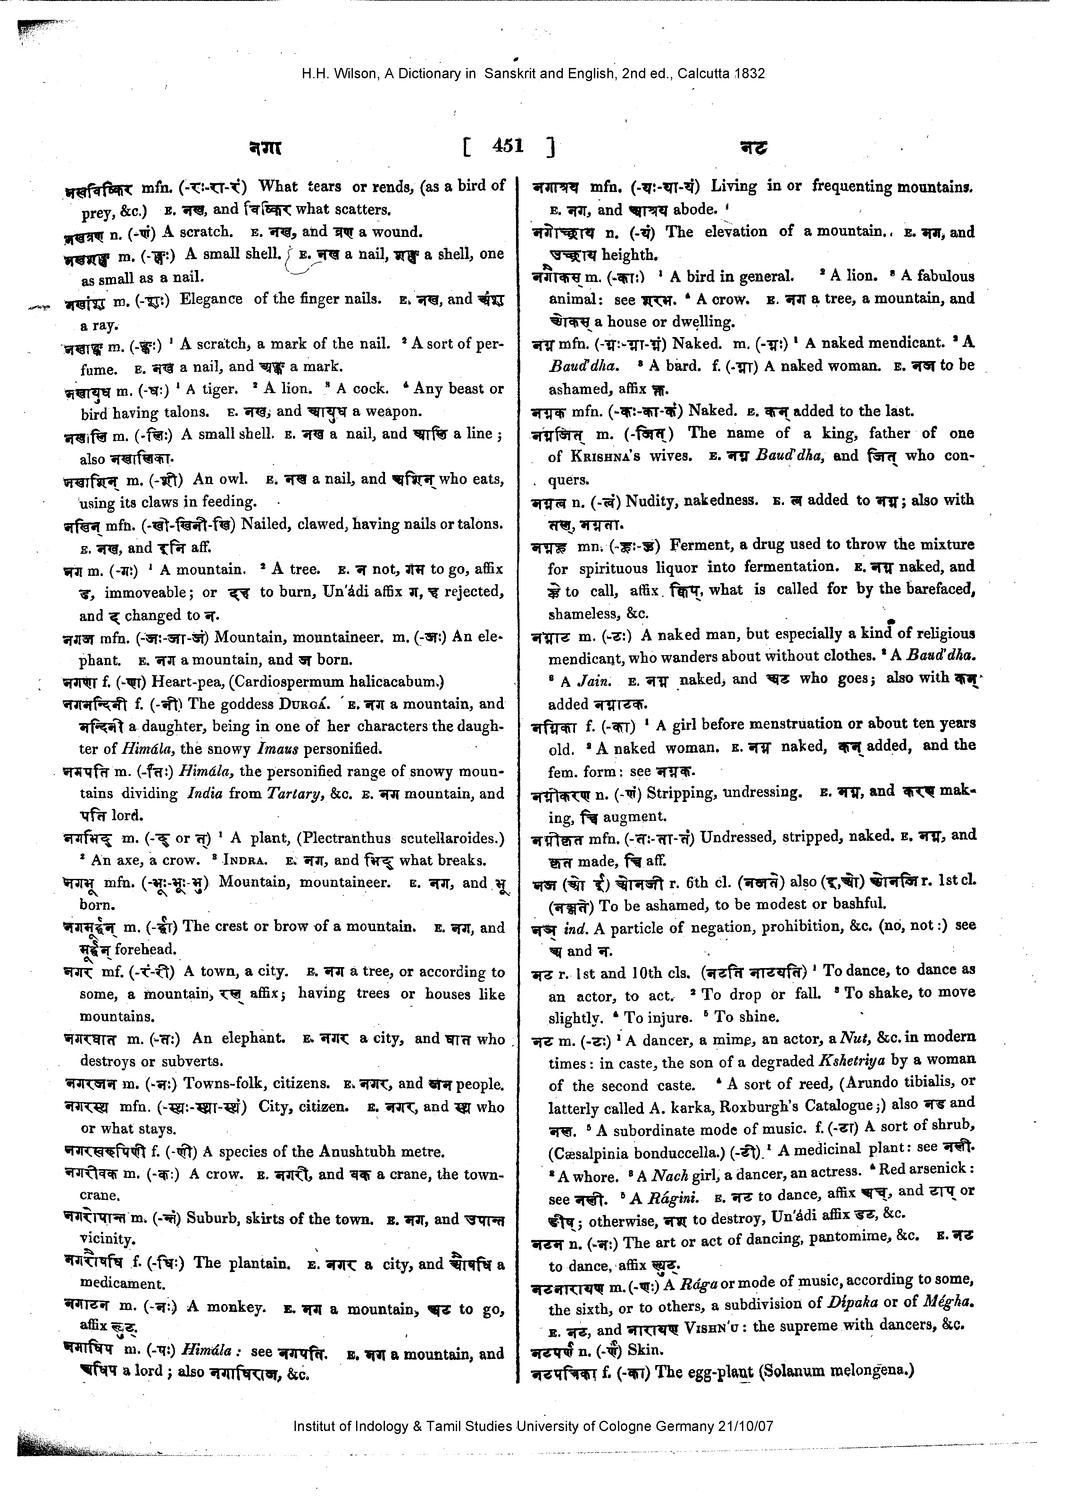 H.H. Wilson, A Dictionary in Sanskrit and English, 2nd ed., Calcutta 1832
नगा [ 451 ] नट
नखविष्किर mfn. (-रः-रा-रं) What tears or rends, (as a bird of
prey, &c.) E. नख, and विष्किर what scatters.
नखव्रण n. (-णं) A scratch. E. नख, and व्रण a wound.
नखशङ्ख m. (-ङ्खः) A small shell. E. नख a nail, शङ्ख a shell, one
as small as a nail.
नखांशु m. (-शुः) Elegance of the finger nails. E. नख, and अंशु
a ray.
नखाङ्क m. (-ङ्कः) ¹ A scratch, a mark of the nail. ² A sort of per-
fume. E. नख a nail, and अङ्क a mark.
नखायुध m. (-धः) ¹ A tiger. ² A lion. ³ A cock. ⁴ Any beast or
bird having talons. E. नख, and आयुध a weapon.
नखालि m. (-लिः) A small shell. E. नख a nail, and आलि a line ;
also नखालिका.
नखाशिन् m. (-शी) An owl. E. नख a nail, and अशिन् who eats,
using its claws in feeding.
नखिन् mfn. (-खी-खिनी-खि) Nailed, clawed, having nails or talons.
E. नख, and इनि aff.
नग m. (-गः) ¹ A mountain. ² A tree. E. न not, गम to go, affix
ड, immoveable; or दह to burn, Un'ádi affix ग, ह rejected,
and द changed to न.
नगज mfn. (-जः-जा-जं) Mountain, mountaineer. m. (-जः) An ele-
phant. E. नग a mountain, and ज born.
नगणा f. (-णा) Heart-pea, (Cardiospermum halicacabum.)
नगनन्दिनी f. (-नी) The goddess DURGÁ. E. नग a mountain, and
नन्दिनी a daughter, being in one of her characters the daugh-
ter of Himála, the snowy Imaus personified.
नगपति m. (-तिः) Himála, the personified range of snowy moun-
tains dividing India from Tartary, &c. E. नग mountain, and
पति lord.
नगभिद् m. (-द् or त्) ¹ A plant, (Plectranthus scutellaroides.)
² An axe, a crow. ³ INDRA. E. नग, and भिद् what breaks.
नगभू mfn. (-भूः-भूः-भु) Mountain, mountaineer. E. नग, and भू
born.
नगमूर्द्धन् m. (-र्द्धा) The crest or brow of a mountain. E. नग, and
मूर्द्धन् forehead.
नगर mf. (-रं-री) A town, a city. E. नग a tree, or according to
some, a mountain, रच् affix; having trees or houses like
mountains.
नगरघात m. (-तः) An elephant. E. नगर a city, and घात who
destroys or subverts.
नगरजन m. (-नः) Towns-folk, citizens. E. नगर, and जन people.
नगरस्थ mfn. (-स्थः-स्था-स्थं) City, citizen. E. नगर, and स्थ who
or what stays.
f. (-णी) A species of the Anushtubh metre.
नगरीवक m. (-कः) A crow. E. नगरी, and वक a crane, the town-
crane.
नगरोपान्त m. (-न्तं) Suburb, skirts of the town. E. नग, and उपान्त
vicinity.
नगरौषधि f. (-धिः) The plantain. E. नगर a city, and ओषधि a
medicament.
नगाटन m. (-नः) A monkey. E. नग a mountain, अट to go,
affix ल्युट्.
नगाधिप m. (-पः) Himála: see नगपति. E. नग a mountain, and
अधिप a lord ; also नगाधिराज, &c.
नगाश्रय mfn. (-यः-या-यं) Living in or frequenting mountains.
E. नग, and आश्रय abode.
नगोच्छ्राय n. (-यं) The elevation of a mountain. E. नग, and
उच्छ्राय heighth.
नगौकस् m. (-काः) ¹ A bird in general. ² A lion. ³ A fabulous
animal: see शरभ. ⁴ A crow. E. नग a tree, a mountain, and
ओकस् a house or dwelling.
नग्न mfn. (-ग्नः-ग्ना-ग्नं) Naked. m. (-ग्नः) ¹ A naked mendicant. ² A
Baud'dha. ³ A bard. f. (-ग्ना) A naked woman. E. नज to be
ashamed, affix क्त.
नग्नक mfn. (-कः-का-कं) Naked. E. कन् added to the last.
नग्नजित् m. (-जित्) The name of a king, father of one
of KRISHNA's wives. E. नग्न Baud'dha, and जित् who con-
quers.
नग्नत्व n. (-त्वं) Nudity, nakedness. E. त्व added to नग्न; also with
तल्, नग्नता.
नग्नहू mn. (-हूः-हु) Ferment, a drug used to throw the mixture
for spirituous liquor into fermentation. E. नग्न naked, and
ह्वे to call, affix क्विप्, what is called for by the barefaced,
shameless, &c.
नग्नाट m. (-टः) A naked man, but especially a kind of religious
mendicant, who wanders about without clothes. ² A Baud'dha.
³ A Jain. E. नग्न naked, and अट who goes; also with कन्
added नग्नाटक.
नग्निका f. (-का) ¹ A girl before menstruation or about ten years
old. ² A naked woman. E. नग्न naked, कन् added, and the
fem. form: see नग्नक.
नग्नीकरण n. (-णं) Stripping, undressing. E. नग्न, and करण mak-
ing, च्वि augment.
नग्नीकृत mfn. (-तः-ता-तं) Undressed, stripped, naked. E. नग्न, and
कृत made, च्वि aff.
नज (ओ ई) ओनजी r. 6th cl. (नजते) also (इ,ओ) r. 1st cl.
(नञ्जते) To be ashamed, to be modest or bashful.
नञ् ind. A particle of negation, prohibition, &c. (no, not:) see
अ and न.
नट r. 1st and 10th cls. (नटति नाटयति) ¹ To dance, to dance as
an actor, to act. ² To drop or fall. ³ To shake, to move
slightly. ⁴ To injure. ⁵ To shine.
नट m. (-टः) ¹ A dancer, a mime, an actor, a Nut, &c. in modern
times: in caste, the son of a degraded Kshetriya by a woman
of the second caste. ⁴ A sort of reed, (Arundo tibialis, or
latterly called A. karka, Roxburgh's Catalogue;) also नड and
नल. ⁵ A subordinate mode of music. f. (-टा) A sort of shrub,
(Cæsalpinia bonduccella.) (-टी). ¹ A medicinal plant: see नली.
² A whore. ³ A Nach girl, a dancer, an actress. ⁴ Red arsenick:
see नली. ⁵ A Rágini. E. नट to dance, affix अच्, and टाप् or
ङीष्; otherwise, नश to destroy, Un'ádi affix डट, &c.
नटन n. (-नः) The art or act of dancing, pantomime, &c. E. नट
to dance, affix ल्युट्.
नटनारायण m. (-णः) A Rága or mode of music, according to some,
the sixth, or to others, a subdivision of Dípaka or of Mégha.
E. नट, and नारायण VISHN'U: the supreme with dancers, &c.
नटपर्ण n. (-र्णं) Skin.
नटपत्रिका f. (-का) The egg-plant (Solanum melongena.)
Institut of Indology & Tamil Studies University of Cologne Germany 21/10/07